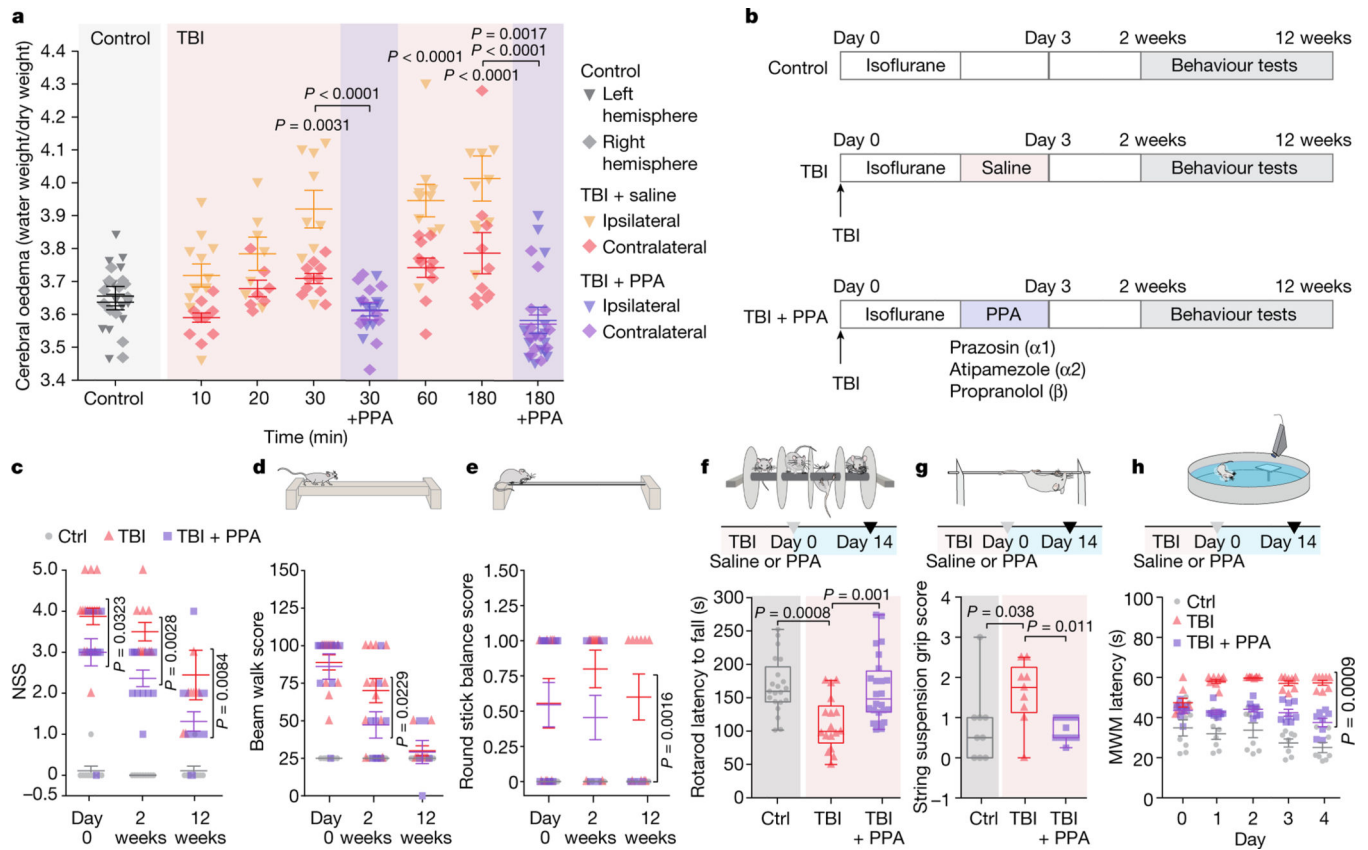 a
Control
TBI
Cerebral oedema (water weight/dry weight)
4.4
4.3
4.2
4.1
4.0
3.9
3.8
3.7
3.6
3.5
3.4
P = 0.0031
P < 0.0001
P < 0.0001
P = 0.0017
P < 0.0001
P < 0.0001
Control
10
20
30
30
+PPA
60
180
180
+PPA
Time (min)
Control
Left
hemisphere
Right
hemisphere
TBI + saline
Ipsilateral
Contralateral
TBI + PPA
Ipsilateral
Contralateral
b
Day 0
Day 3
2 weeks
12 weeks
Control
Isoflurane
Behaviour tests
Day 0
Day 3
2 weeks
12 weeks
TBI
Isoflurane
Saline
Behaviour tests
TBI
Day 0
Day 3
2 weeks
12 weeks
TBI + PPA
Isoflurane
PPA
Behaviour tests
TBI
Prazosin (α1)
Atipamezole (α2)
Propranolol (β)
c
Ctrl
TBI
TBI + PPA
NSS
5.0
4.0
3.0
2.0
1.0
0
–0.5
P = 0.0323
P = 0.0028
P = 0.0084
Day
0
2
weeks
12
weeks
d
Beam walk score
150
125
100
75
50
25
0
P = 0.0229
Day
0
2
weeks
12
weeks
e
Round stick balance score
1.50
1.25
1.00
0.75
0.50
0.25
0
P = 0.0016
Day
0
2
weeks
12
weeks
f
TBI
Day 0
Day 14
Saline or PPA
Rotarod latency to fall (s)
300
250
200
150
100
50
0
P = 0.0008
P = 0.001
Ctrl
TBI
TBI
+ PPA
g
TBI
Day 0
Day 14
Saline or PPA
String suspension grip score
4
3
2
1
0
–1
P = 0.038
P = 0.011
Ctrl
TBI
TBI
+ PPA
h
TBI
Day 0
Day 14
Saline or PPA
Ctrl
TBI
TBI + PPA
MWM latency (s)
100
80
60
40
20
0
P = 0.0009
0
1
2
3
4
Day